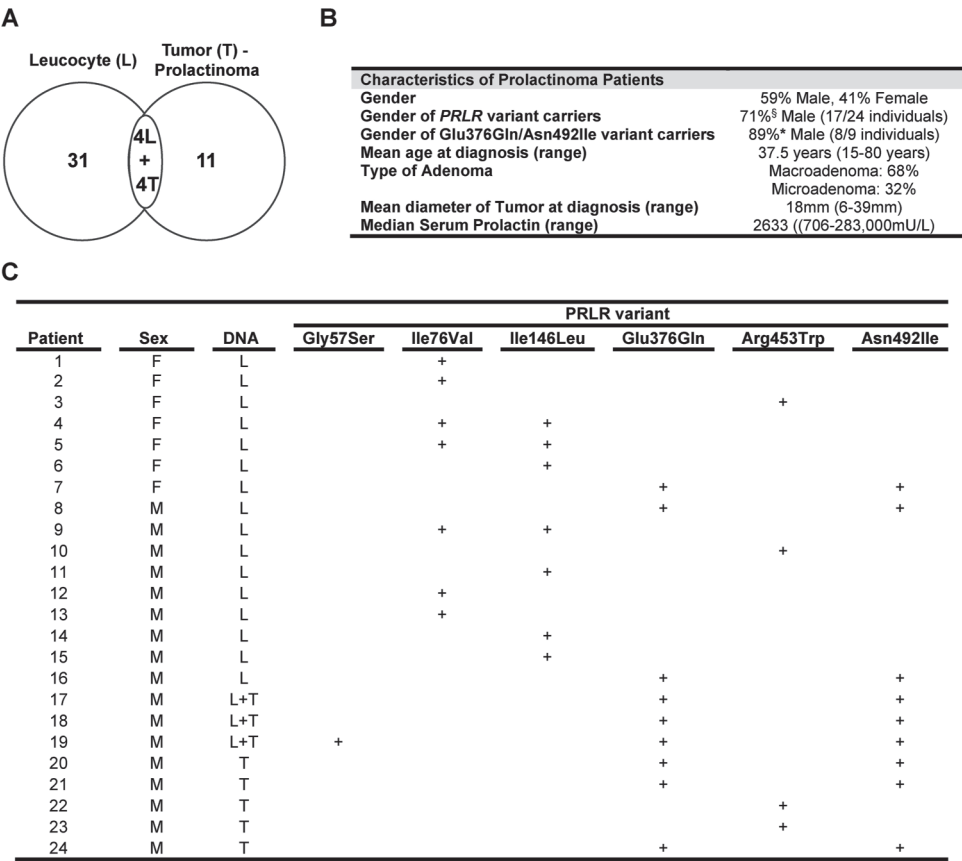 A
Leucocyte (L)
Tumor (T) -
Prolactinoma
31
4L
+
4T
11
B
Characteristics of Prolactinoma Patients
Gender 59% Male, 41% Female
Gender of PRLR variant carriers 71%§ Male (17/24 individuals)
Gender of Glu376Gln/Asn492Ile variant carriers 89%* Male (8/9 individuals)
Mean age at diagnosis (range) 37.5 years (15-80 years)
Type of Adenoma Macroadenoma: 68%
Microadenoma: 32%
Mean diameter of Tumor at diagnosis (range) 18mm (6-39mm)
Median Serum Prolactin (range) 2633 ((706-283,000mU/L)
C
PRLR variant
Patient Sex DNA Gly57Ser Ile76Val Ile146Leu Glu376Gln Arg453Trp Asn492Ile
1 F L +
2 F L +
3 F L +
4 F L + +
5 F L + +
6 F L +
7 F L + +
8 M L + +
9 M L + +
10 M L +
11 M L +
12 M L +
13 M L +
14 M L +
15 M L +
16 M L + +
17 M L+T + +
18 M L+T + +
19 M L+T + + +
20 M T + +
21 M T + +
22 M T +
23 M T +
24 M T + +